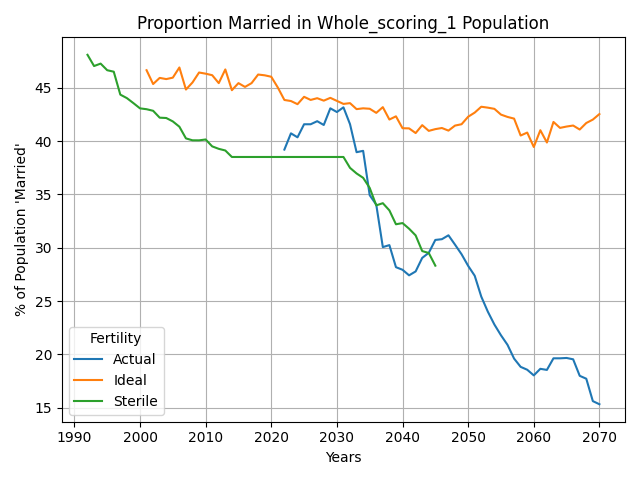 Proportion Married in Whole_scoring_1 Population
% of Population 'Married'
45
40
35
30
25
20
15
Fertility
Actual
Ideal
Sterile
1990 2000 2010 2020 2030 2040 2050 2060 2070
Years